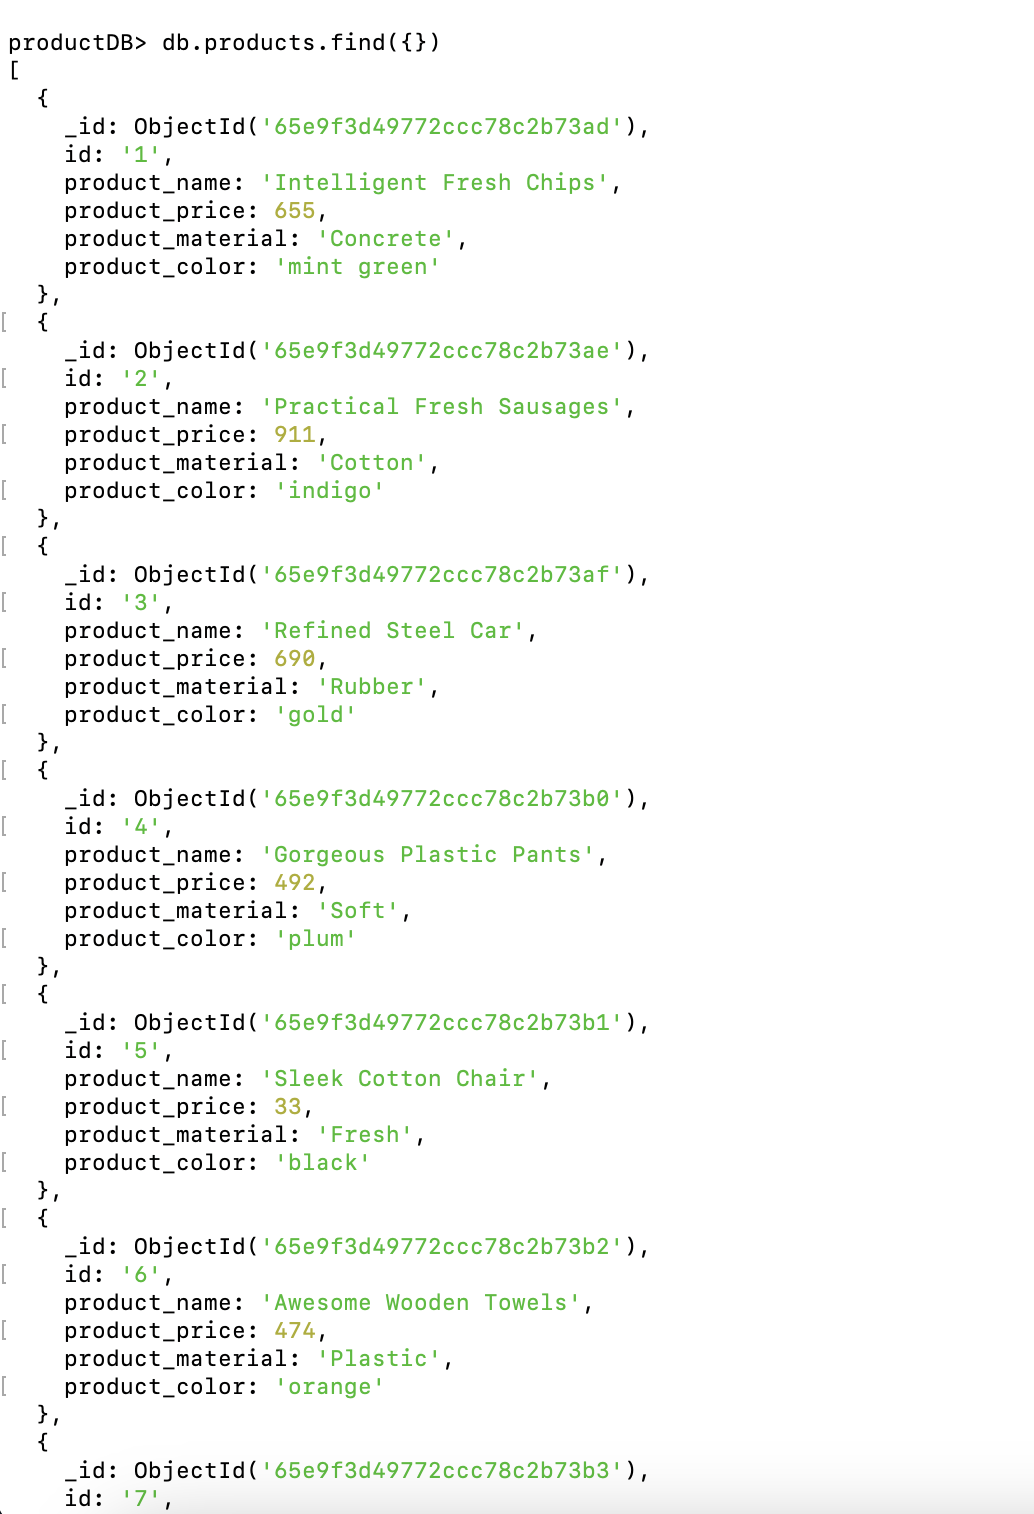 productDB> db.products.find({})
[
  {
    _id: ObjectId('65e9f3d49772ccc78c2b73ad'),
    id: '1',
    product_name: 'Intelligent Fresh Chips',
    product_price: 655,
    product_material: 'Concrete',
    product_color: 'mint green'
  },
[  {
    _id: ObjectId('65e9f3d49772ccc78c2b73ae'),
[    id: '2',
    product_name: 'Practical Fresh Sausages',
[    product_price: 911,
    product_material: 'Cotton',
[    product_color: 'indigo'
  },
[  {
    _id: ObjectId('65e9f3d49772ccc78c2b73af'),
[    id: '3',
    product_name: 'Refined Steel Car',
[    product_price: 690,
    product_material: 'Rubber',
[    product_color: 'gold'
  },
[  {
    _id: ObjectId('65e9f3d49772ccc78c2b73b0'),
[    id: '4',
    product_name: 'Gorgeous Plastic Pants',
[    product_price: 492,
    product_material: 'Soft',
[    product_color: 'plum'
  },
[  {
    _id: ObjectId('65e9f3d49772ccc78c2b73b1'),
[    id: '5',
    product_name: 'Sleek Cotton Chair',
[    product_price: 33,
    product_material: 'Fresh',
[    product_color: 'black'
  },
[  {
    _id: ObjectId('65e9f3d49772ccc78c2b73b2'),
[    id: '6',
    product_name: 'Awesome Wooden Towels',
[    product_price: 474,
    product_material: 'Plastic',
[    product_color: 'orange'
  },
  {
    _id: ObjectId('65e9f3d49772ccc78c2b73b3'),
    id: '7',